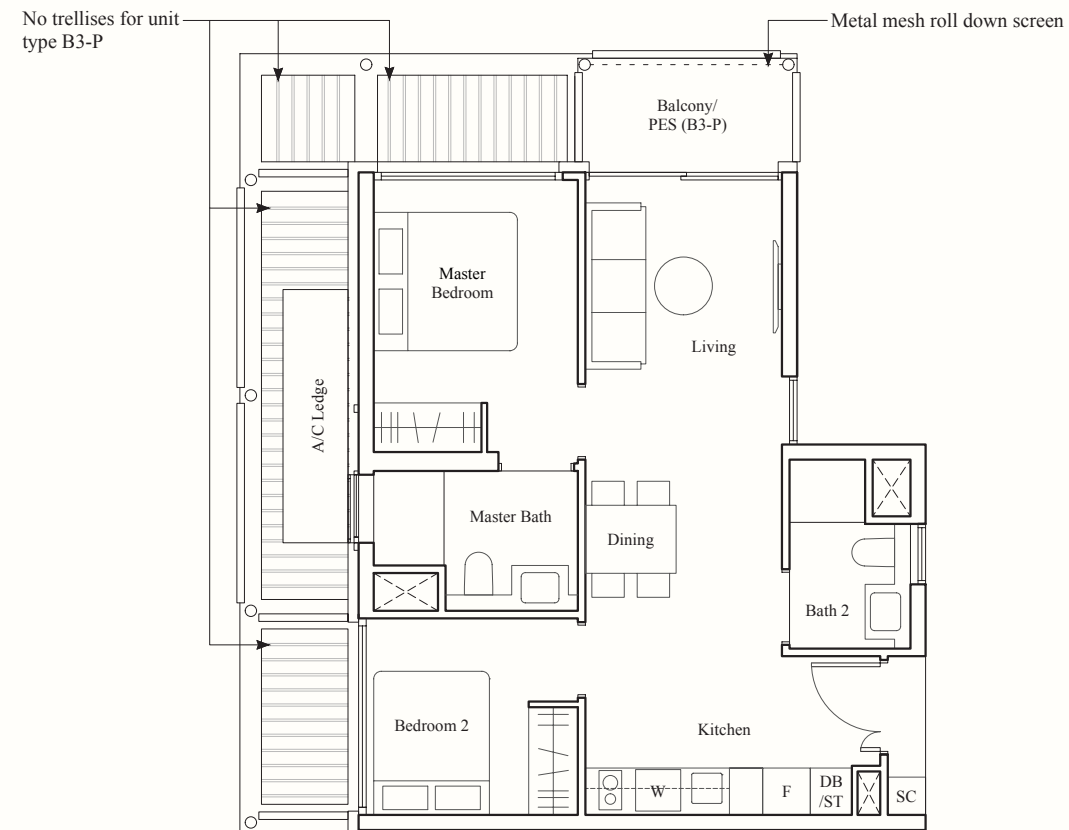 No trellises for unit
type B3-P
Metal mesh roll down screen
Balcony/
PES (B3-P)
Master
Bedroom
Living
A/C Ledge
Master Bath
Dining
Bath 2
Bedroom 2
Kitchen
W
F
DB
/ST
SC